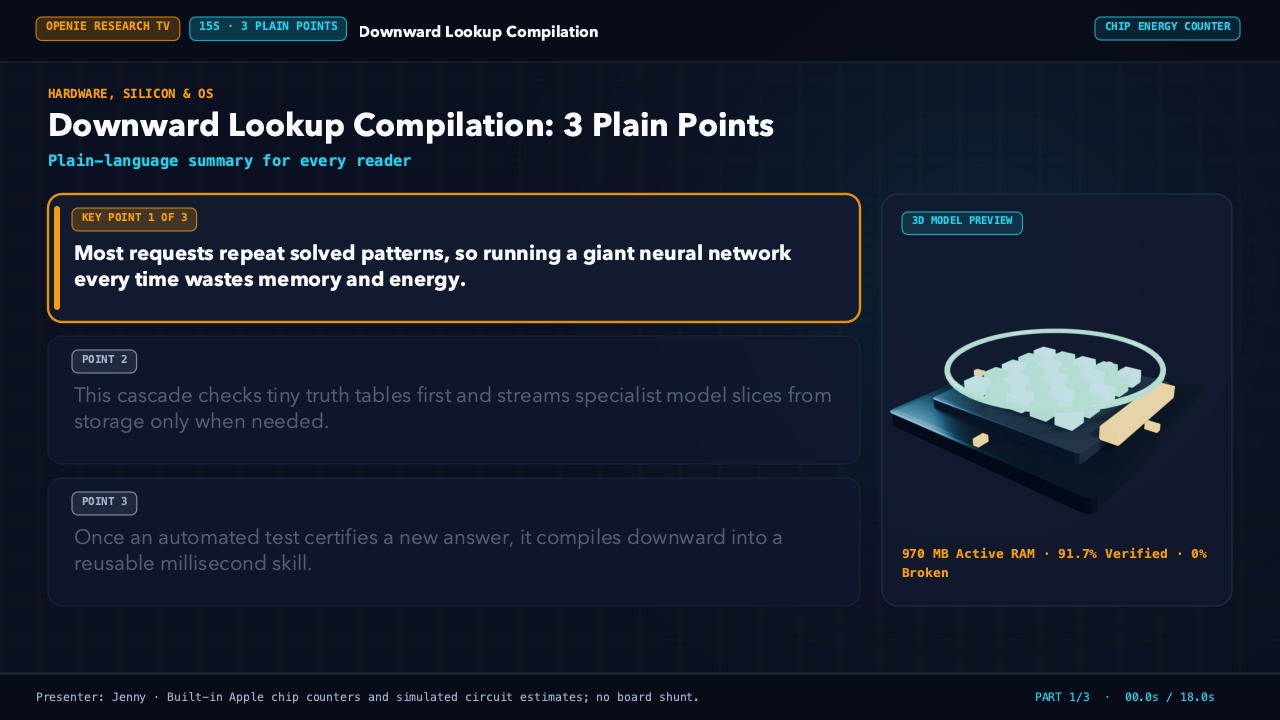 OPENIE RESEARCH TV
15S · 3 PLAIN POINTS
Downward Lookup Compilation
CHIP ENERGY COUNTER
HARDWARE, SILICON & OS
Downward Lookup Compilation: 3 Plain Points
Plain–language summary for every reader
KEY POINT 1 OF 3
Most requests repeat solved patterns, so running a giant neural network
every time wastes memory and energy.
POINT 2
This cascade checks tiny truth tables first and streams specialist model slices from
storage only when needed.
POINT 3
Once an automated test certifies a new answer, it compiles downward into a
reusable millisecond skill.
3D MODEL PREVIEW
970 MB Active RAM · 91.7% Verified · 0%
Broken
Presenter: Jenny · Built–in Apple chip counters and simulated circuit estimates; no board shunt.
PART 1/3 · 00.0s / 18.0s